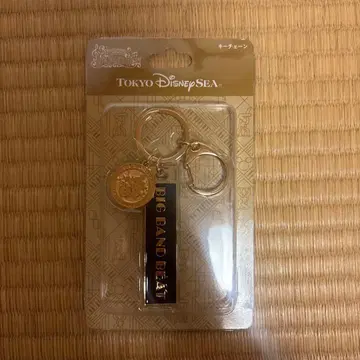 キーチェーン
TOKYO DISNEYSEA
BIG BAND BEAT